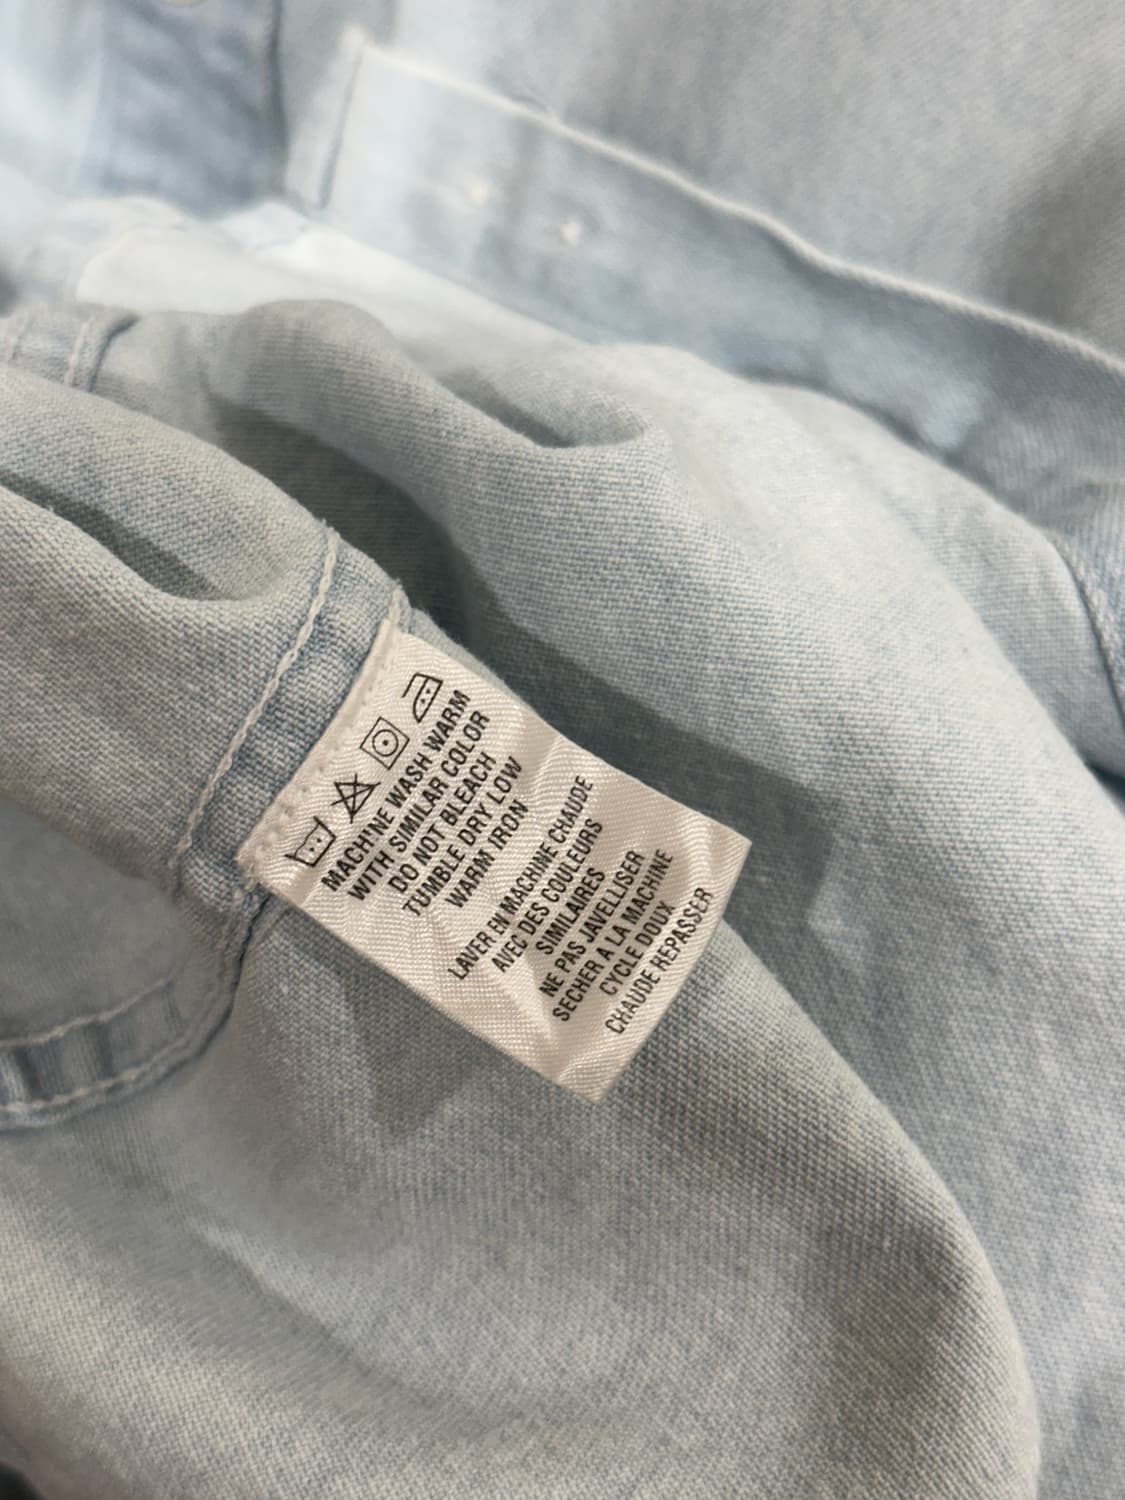 MACHINE WASH WARM
WITH SIMILAR COLOR
DO NOT BLEACH
TUMBLE DRY LOW
WARM IRON
LAVER EN MACHINE CHAUDE
AVEC DES COULEURS
SIMILAIRES
NE PAS JAVELLISER
SECHER A LA MACHINE
CYCLE DOUX
CHAUDE REPASSER